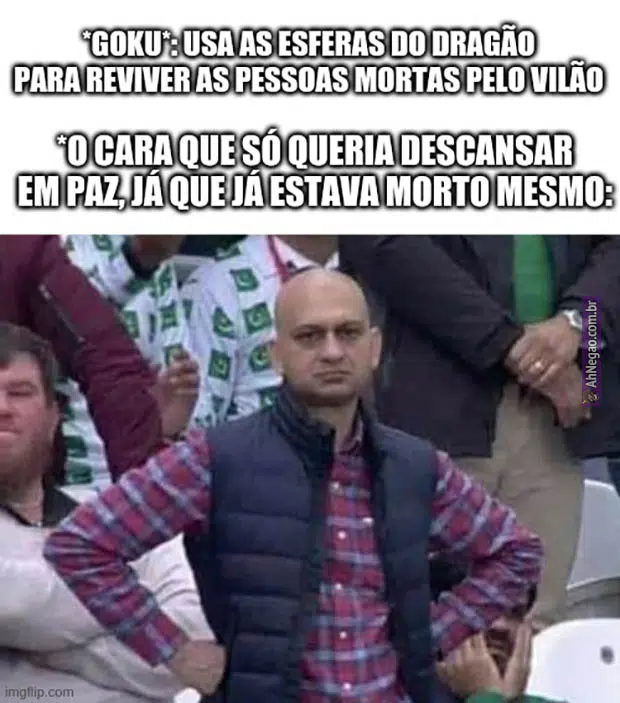 *GOKU*: USA AS ESFERAS DO DRAGÃO
PARA REVIVER AS PESSOAS MORTAS PELO VILÃO
*O CARA QUE SÓ QUERIA DESCANSAR
EM PAZ, JÁ QUE JÁ ESTAVA MORTO MESMO:
AhNegao.com.br
imgflip.com